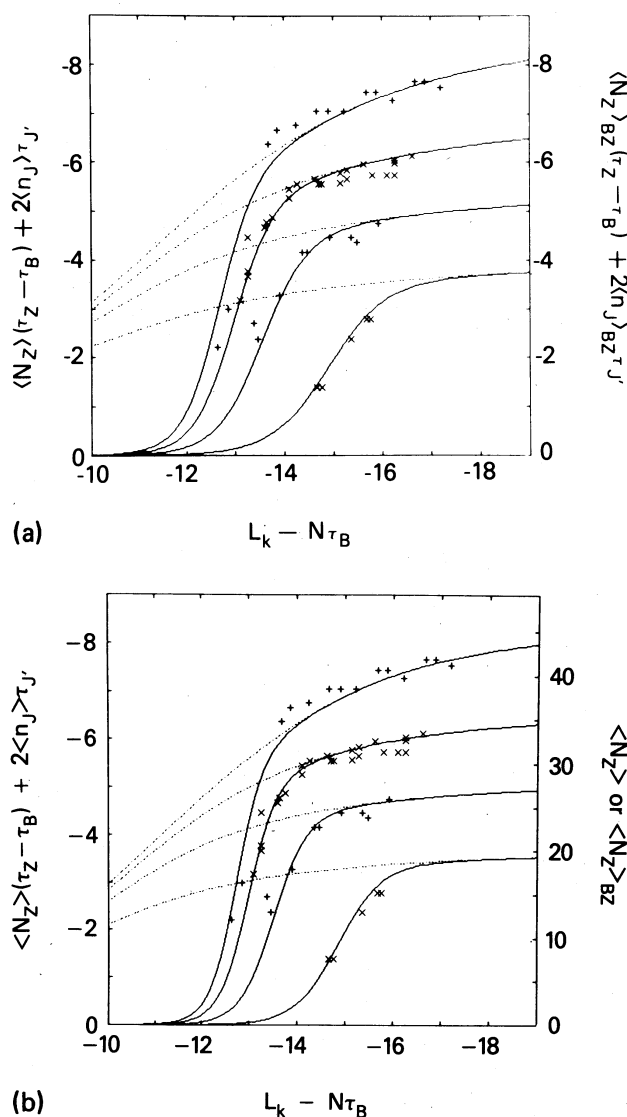 -8
-6
-4
-2
0
⟨N_Z⟩(τ_Z − τ_B) + 2⟨n_J⟩τ_J'
-8
-6
-4
-2
0
⟨N_Z⟩_BZ(τ_Z − τ_B) + 2⟨n_J⟩_BZ τ_J'
-10 -12 -14 -16 -18
(a) L_k − Nτ_B
−8
−6
−4
−2
0
<N_Z>(τ_Z − τ_B) + 2<n_J>τ_J'
40
30
20
10
0
<N_Z> or <N_Z>_BZ
−10 −12 −14 −16 −18
(b) L_k − Nτ_B